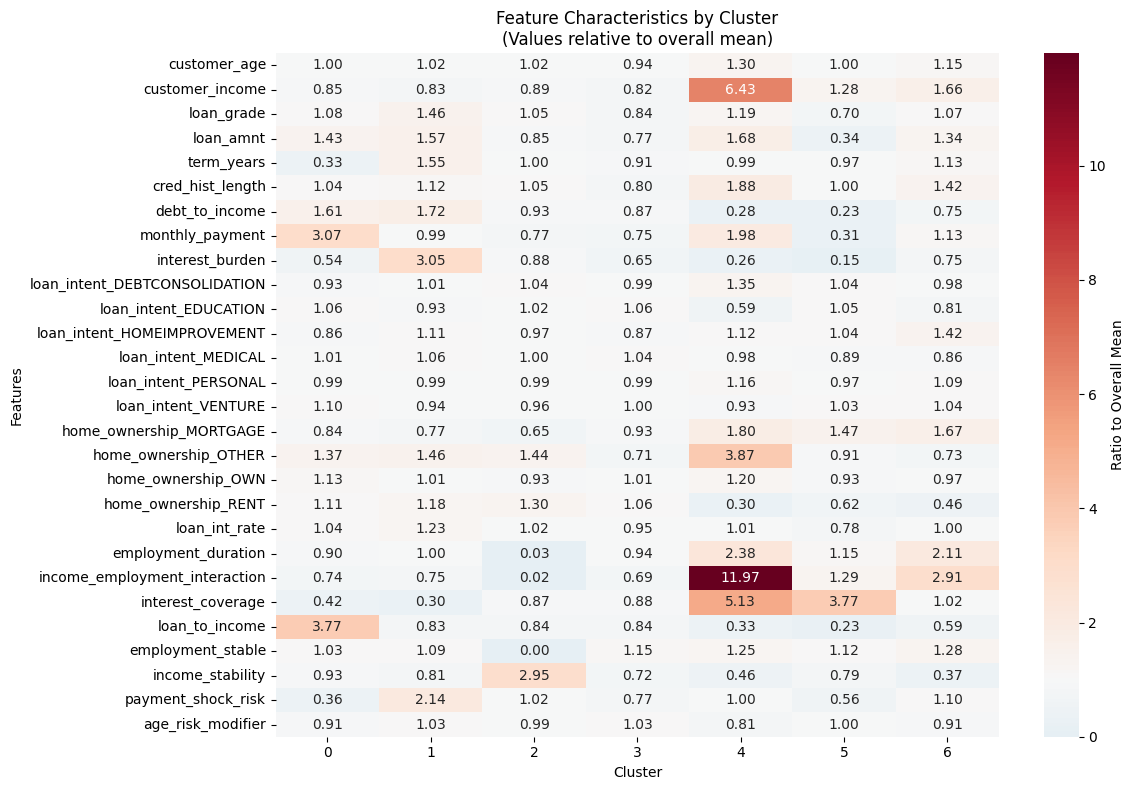 Feature Characteristics by Cluster
(Values relative to overall mean)
customer_age 1.00 1.02 1.02 0.94 1.30 1.00 1.15
customer_income 0.85 0.83 0.89 0.82 6.43 1.28 1.66
loan_grade 1.08 1.46 1.05 0.84 1.19 0.70 1.07
loan_amnt 1.43 1.57 0.85 0.77 1.68 0.34 1.34
term_years 0.33 1.55 1.00 0.91 0.99 0.97 1.13
cred_hist_length 1.04 1.12 1.05 0.80 1.88 1.00 1.42
debt_to_income 1.61 1.72 0.93 0.87 0.28 0.23 0.75
monthly_payment 3.07 0.99 0.77 0.75 1.98 0.31 1.13
interest_burden 0.54 3.05 0.88 0.65 0.26 0.15 0.75
loan_intent_DEBTCONSOLIDATION 0.93 1.01 1.04 0.99 1.35 1.04 0.98
loan_intent_EDUCATION 1.06 0.93 1.02 1.06 0.59 1.05 0.81
loan_intent_HOMEIMPROVEMENT 0.86 1.11 0.97 0.87 1.12 1.04 1.42
loan_intent_MEDICAL 1.01 1.06 1.00 1.04 0.98 0.89 0.86
loan_intent_PERSONAL 0.99 0.99 0.99 0.99 1.16 0.97 1.09
loan_intent_VENTURE 1.10 0.94 0.96 1.00 0.93 1.03 1.04
home_ownership_MORTGAGE 0.84 0.77 0.65 0.93 1.80 1.47 1.67
home_ownership_OTHER 1.37 1.46 1.44 0.71 3.87 0.91 0.73
home_ownership_OWN 1.13 1.01 0.93 1.01 1.20 0.93 0.97
home_ownership_RENT 1.11 1.18 1.30 1.06 0.30 0.62 0.46
loan_int_rate 1.04 1.23 1.02 0.95 1.01 0.78 1.00
employment_duration 0.90 1.00 0.03 0.94 2.38 1.15 2.11
income_employment_interaction 0.74 0.75 0.02 0.69 11.97 1.29 2.91
interest_coverage 0.42 0.30 0.87 0.88 5.13 3.77 1.02
loan_to_income 3.77 0.83 0.84 0.84 0.33 0.23 0.59
employment_stable 1.03 1.09 0.00 1.15 1.25 1.12 1.28
income_stability 0.93 0.81 2.95 0.72 0.46 0.79 0.37
payment_shock_risk 0.36 2.14 1.02 0.77 1.00 0.56 1.10
age_risk_modifier 0.91 1.03 0.99 1.03 0.81 1.00 0.91
0 1 2 3 4 5 6
Cluster
Features
10
8
6
4
2
0
Ratio to Overall Mean